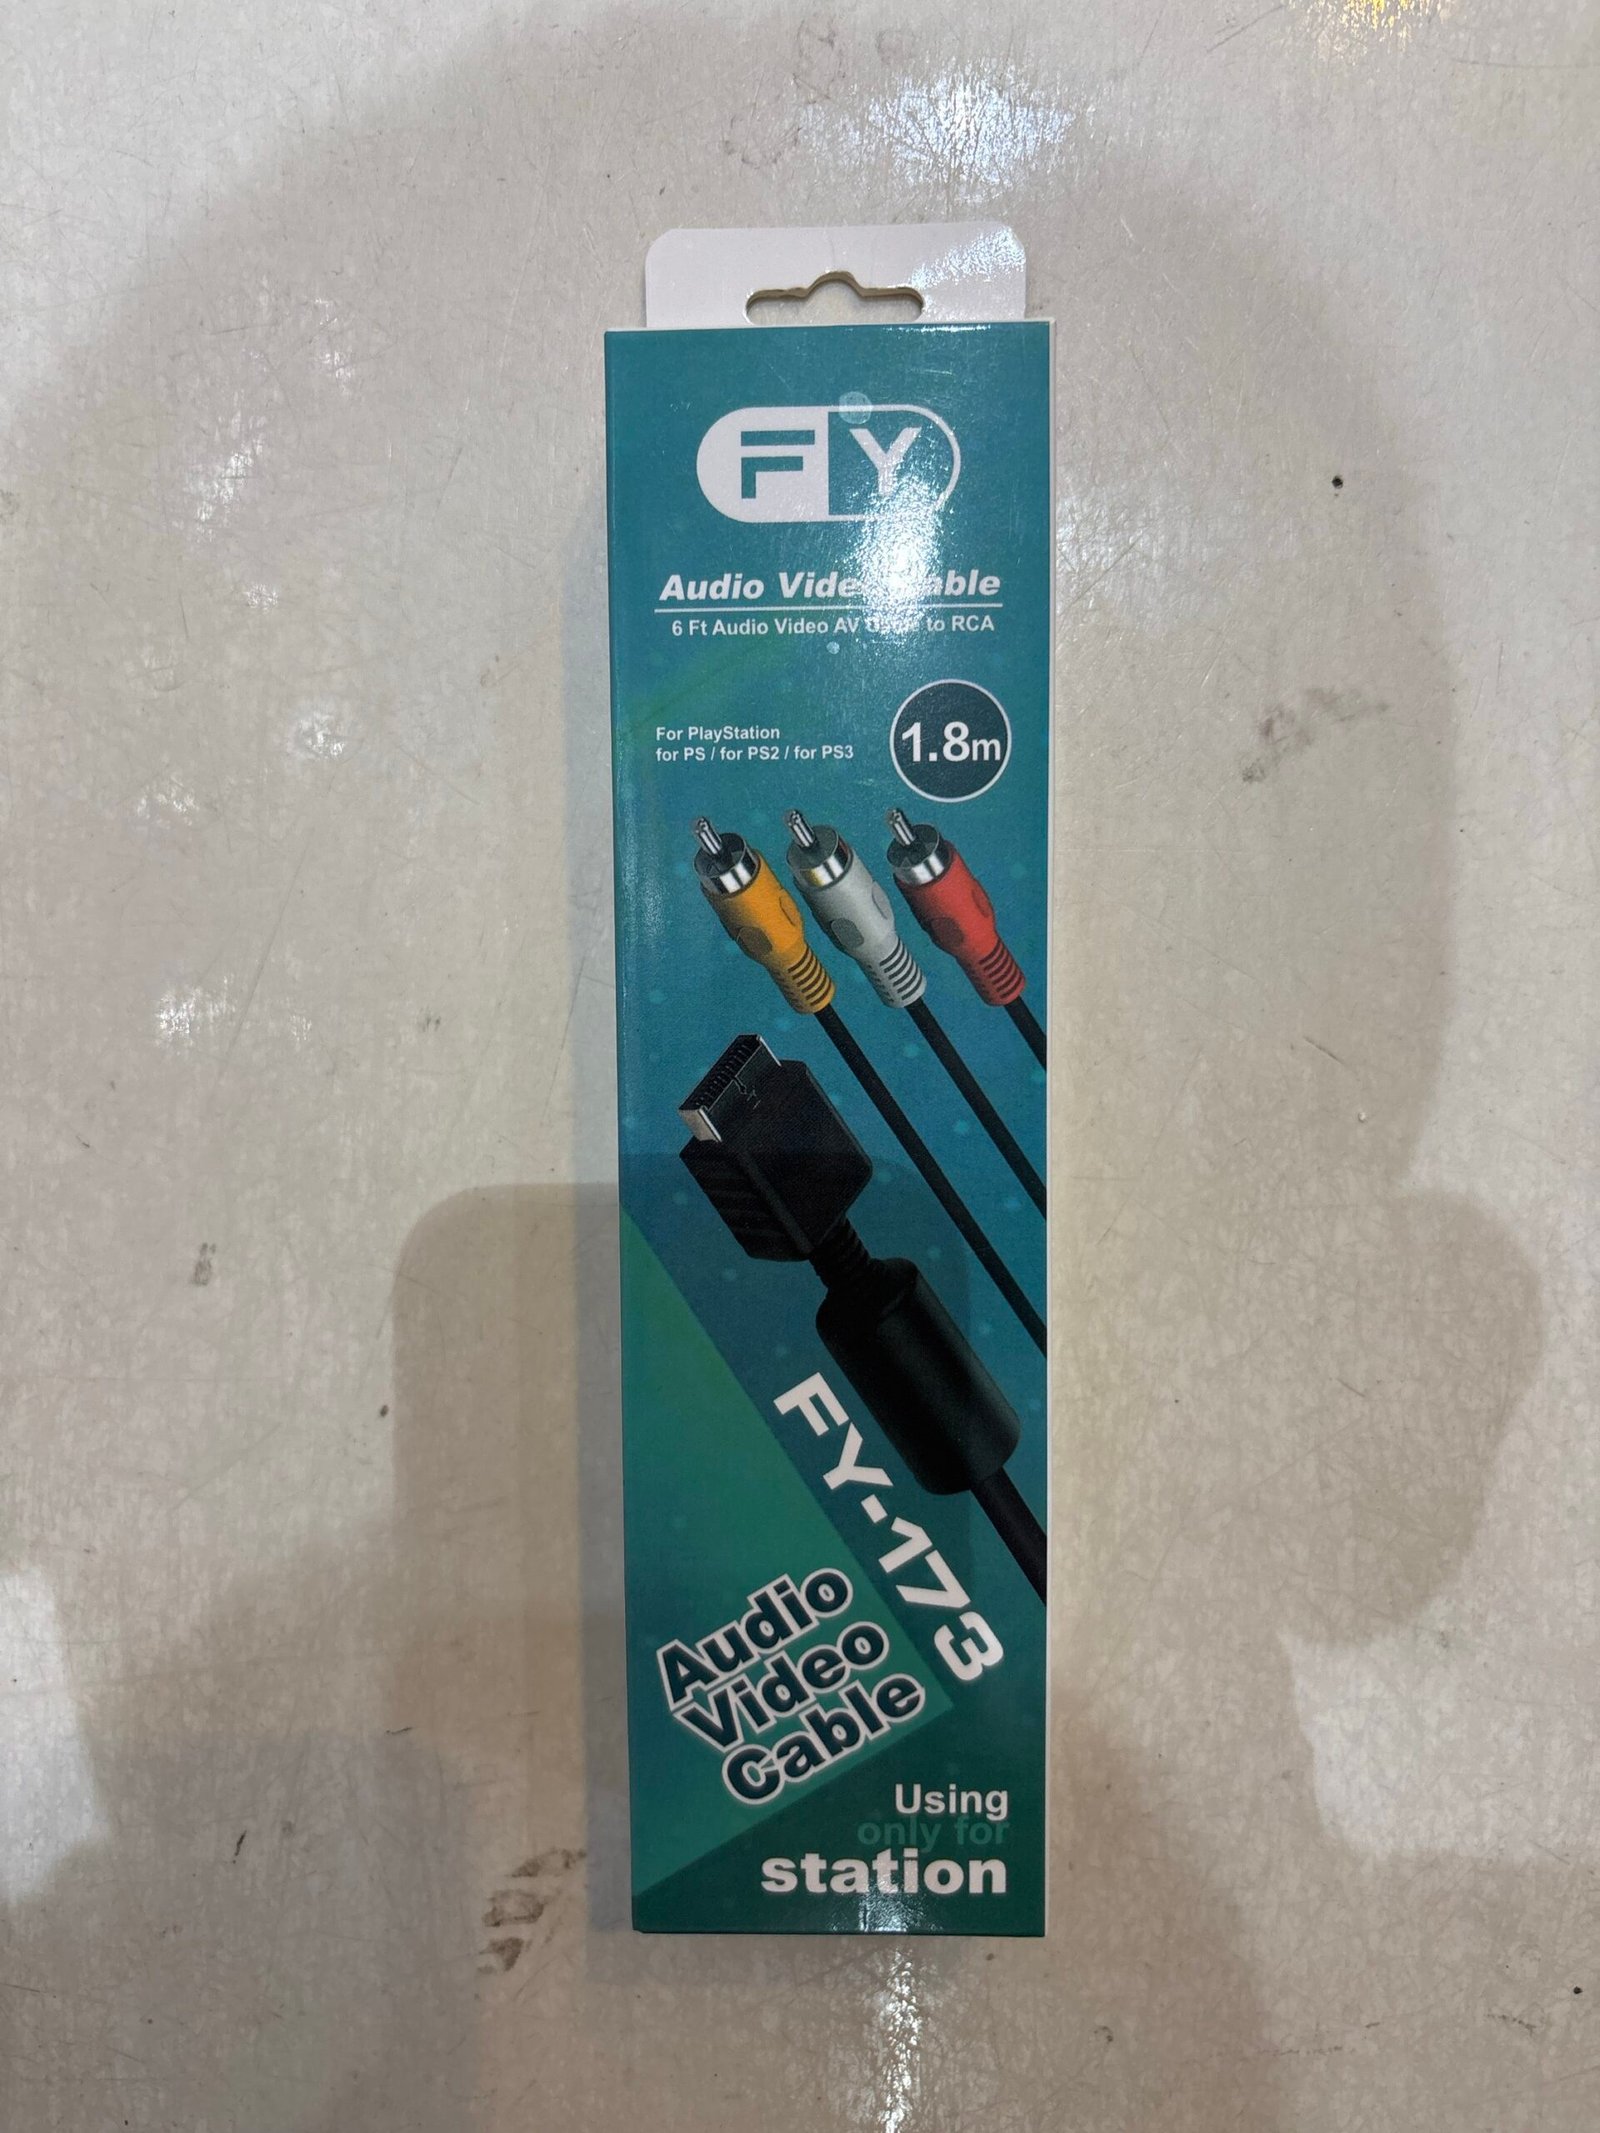 FY
Audio Video Cable
6 Ft Audio Video AV to RCA
For PlayStation
for PS / for PS2 / for PS3
1.8m
FY-173
Audio
Video
Cable
Using
only for
station